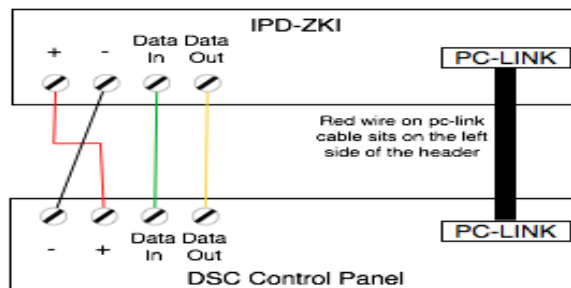 IPD-ZKI
+ - Data In Data Out
PC-LINK
Red wire on pc-link
cable sits on the left
side of the header
PC-LINK
- + Data In Data Out
DSC Control Panel